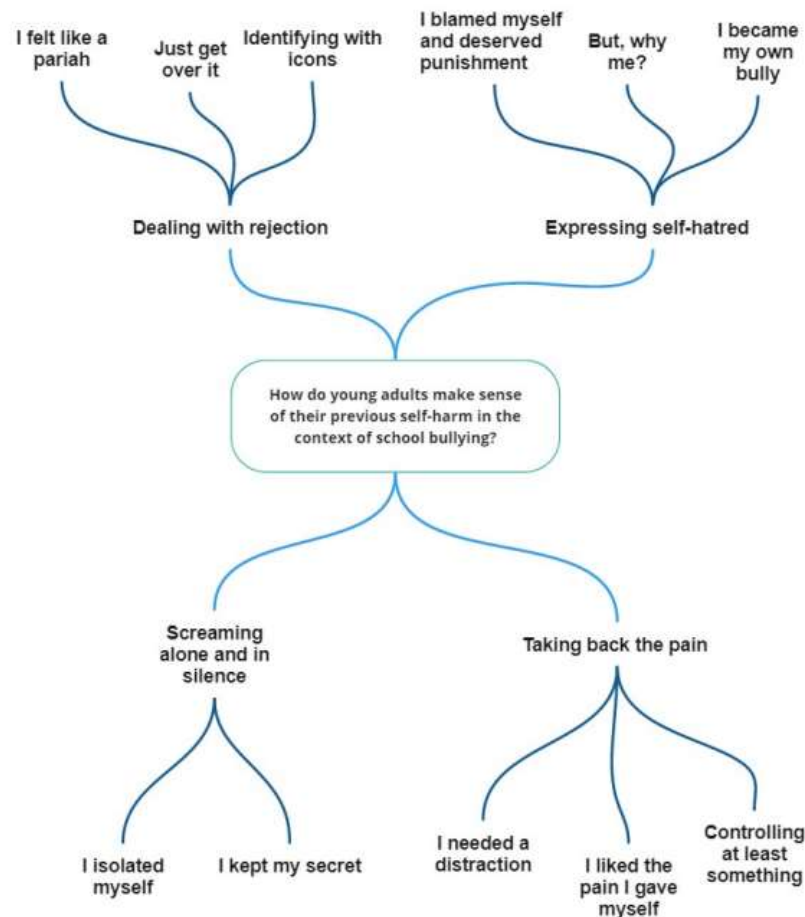 I felt like a
pariah
Just get
over it
Identifying with
icons
I blamed myself
and deserved
punishment
But, why
me?
I became
my own
bully
Dealing with rejection
Expressing self-hatred
How do young adults make sense
of their previous self-harm in the
context of school bullying?
Screaming
alone and in
silence
Taking back the pain
I isolated
myself
I kept my secret
I needed a
distraction
I liked the
pain I gave
myself
Controlling
at least
something